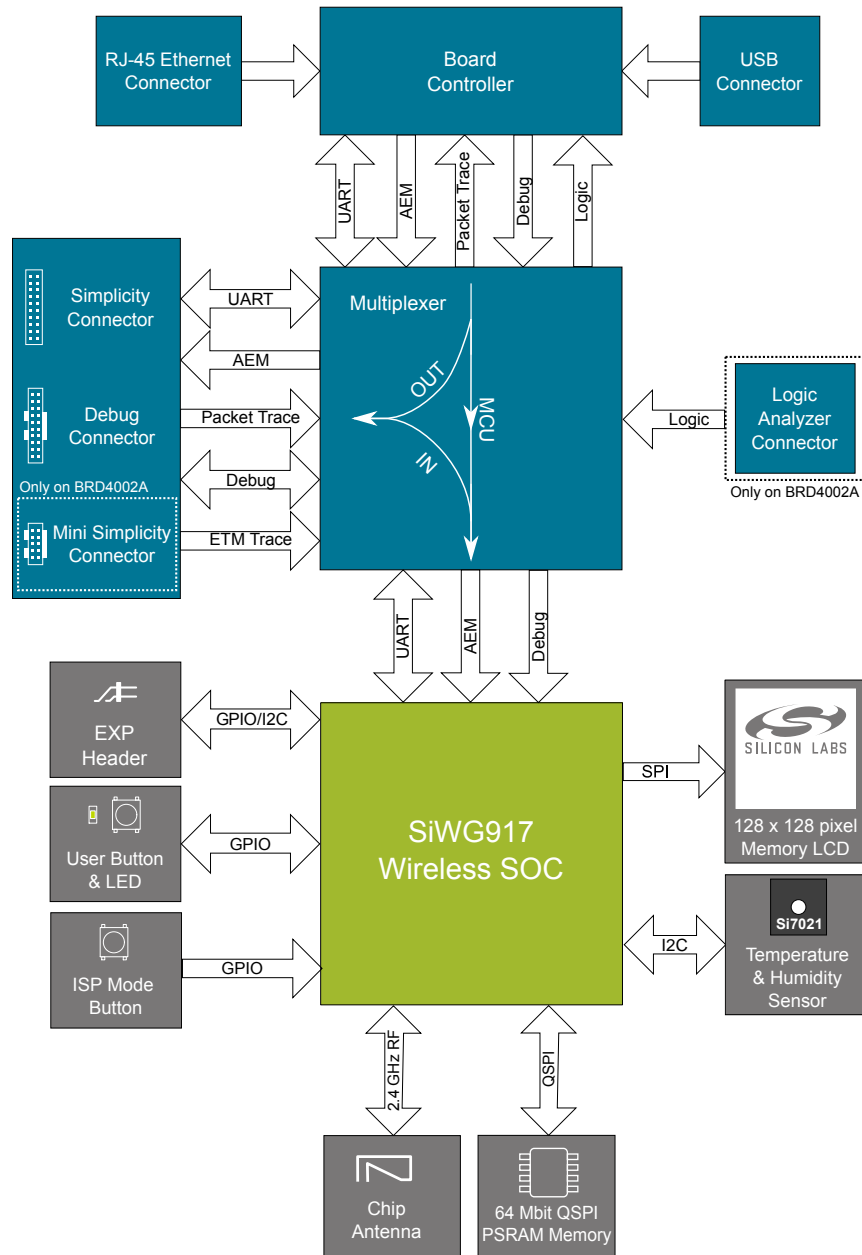 RJ-45 Ethernet
Connector
Board
Controller
USB
Connector
UART
AEM
Packet Trace
Debug
Logic
Simplicity
Connector
Debug
Connector
Only on BRD4002A
Mini Simplicity
Connector
UART
AEM
Packet Trace
Debug
ETM Trace
Multiplexer
OUT
MCU
IN
Logic
Logic
Analyzer
Connector
Only on BRD4002A
UART
AEM
Debug
EXP
Header
GPIO/I2C
User Button
& LED
GPIO
ISP Mode
Button
GPIO
SiWG917
Wireless SOC
SPI
SILICON LABS
128 x 128 pixel
Memory LCD
I2C
Si7021
Temperature
& Humidity
Sensor
2.4 GHz RF
QSPI
Chip
Antenna
64 Mbit QSPI
PSRAM Memory